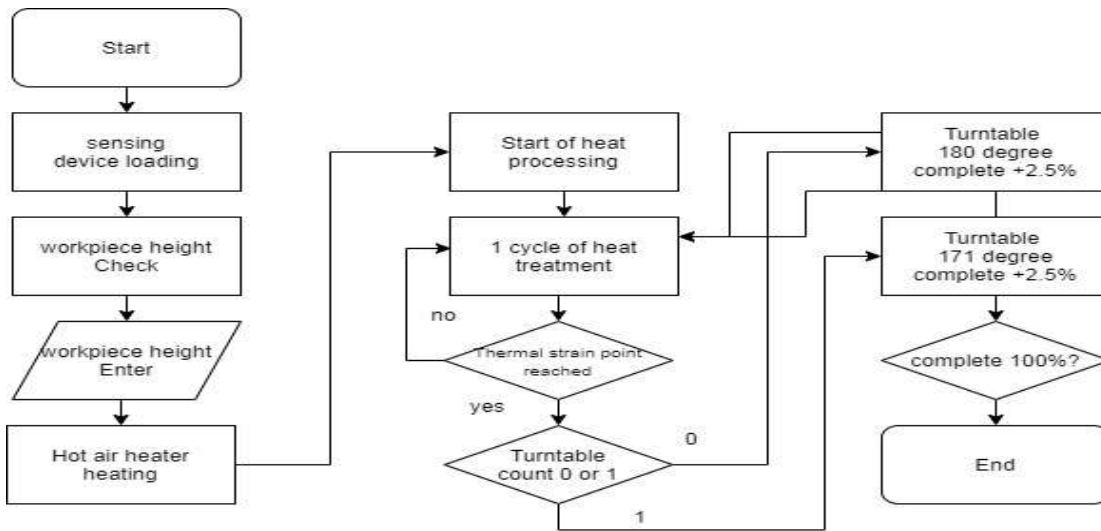 Start
sensing
device loading
workpiece height
Check
workpiece height
Enter
Hot air heater
heating
Start of heat
processing
1 cycle of heat
treatment
no
Thermal strain point
reached
yes
Turntable
count 0 or 1
0
1
Turntable
180 degree
complete +2.5%
Turntable
171 degree
complete +2.5%
complete 100%?
End